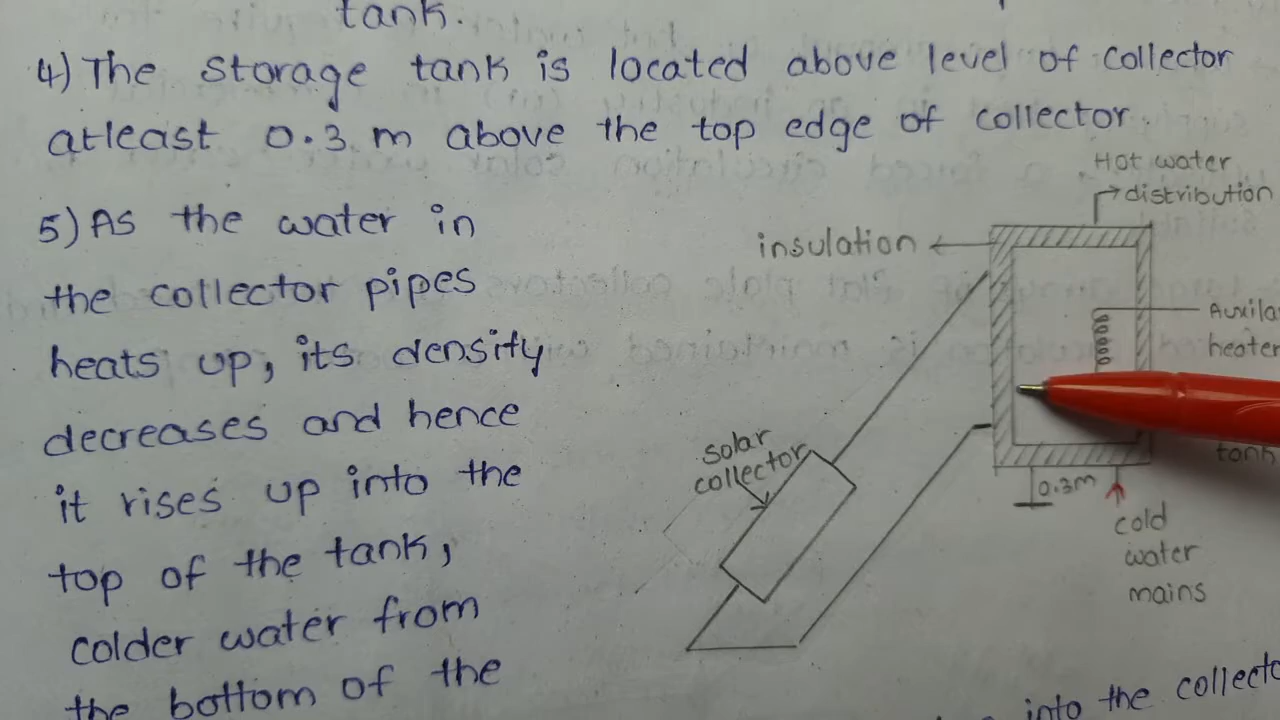 tank.
4) The storage tank is located above level of collector
atleast 0.3 m above the top edge of collector.
5) As the water in
the collector pipes
heats up, its density
decreases and hence
it rises up into the
top of the tank,
colder water from
the bottom of the
Hot water
distribution
insulation
Auxila
heater
solar
collector
tank
0.3m
cold
water
mains
into the collecto